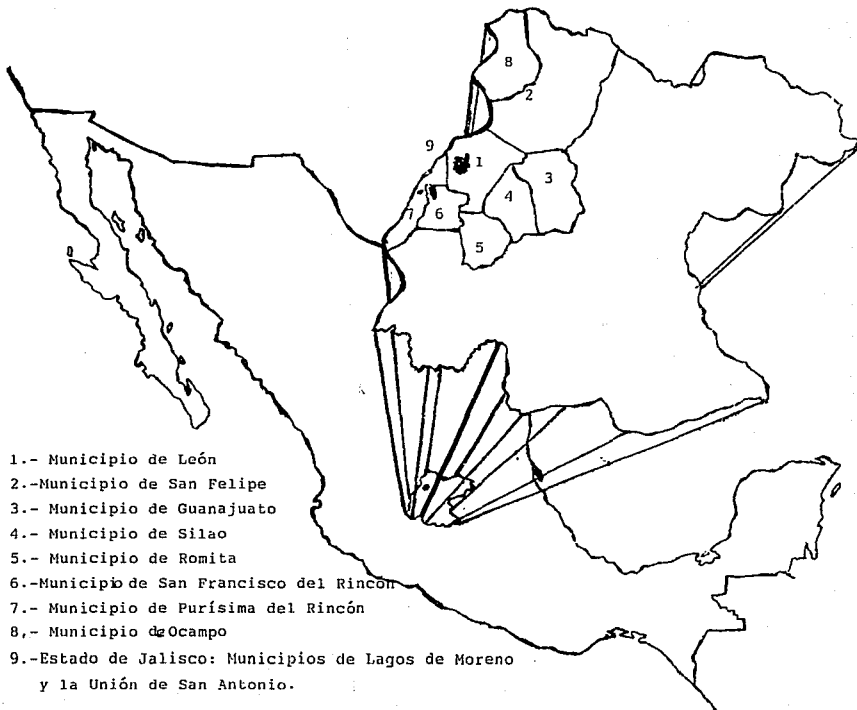 8
2
9
1
3
4
7
6
5
1.- Municipio de León
2.-Municipio de San Felipe
3.- Municipio de Guanajuato
4.- Municipio de Silao
5.- Municipio de Romita
6.-Municipio de San Francisco del Rincón
7.- Municipio de Purísima del Rincón
8,- Municipio de Ocampo
9.-Estado de Jalisco: Municipios de Lagos de Moreno
y la Unión de San Antonio.